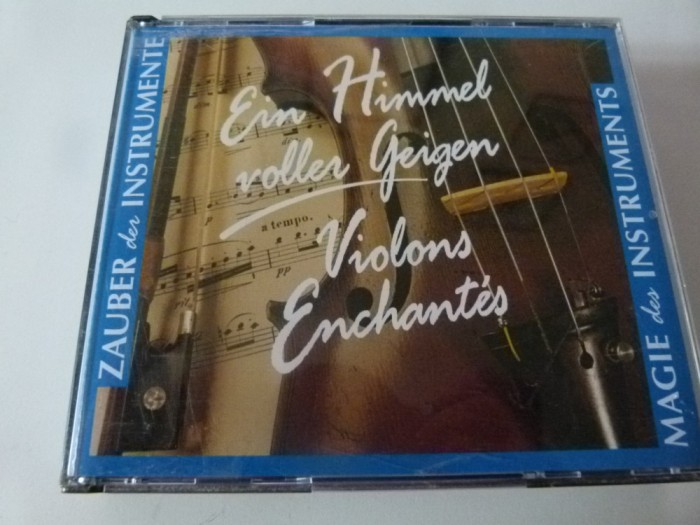 ZAUBER der INSTRUMENTE
Ein Himmel
voller Geigen
Violons
Enchantés
MAGIE des INSTRUMENTS
a tempo.
p
pp